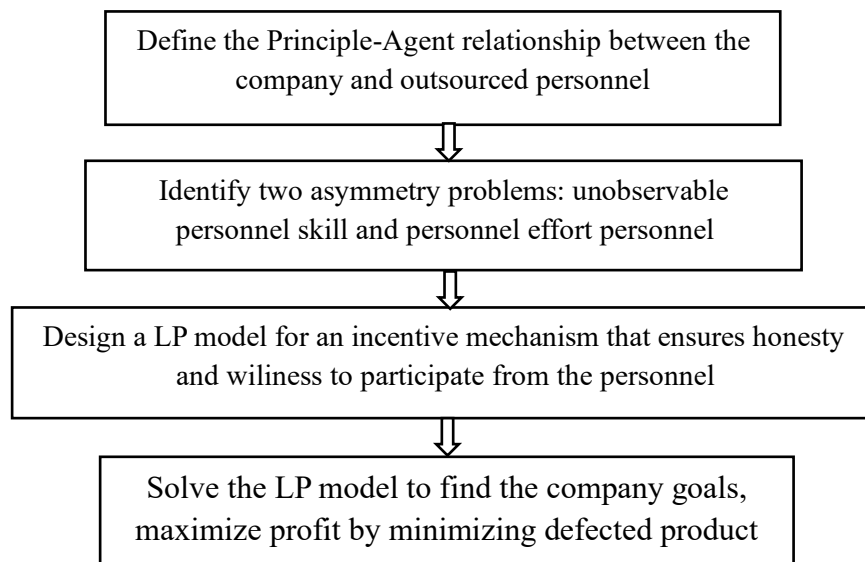 Define the Principle-Agent relationship between the
company and outsourced personnel
Identify two asymmetry problems: unobservable
personnel skill and personnel effort personnel
Design a LP model for an incentive mechanism that ensures honesty
and wiliness to participate from the personnel
Solve the LP model to find the company goals,
maximize profit by minimizing defected product